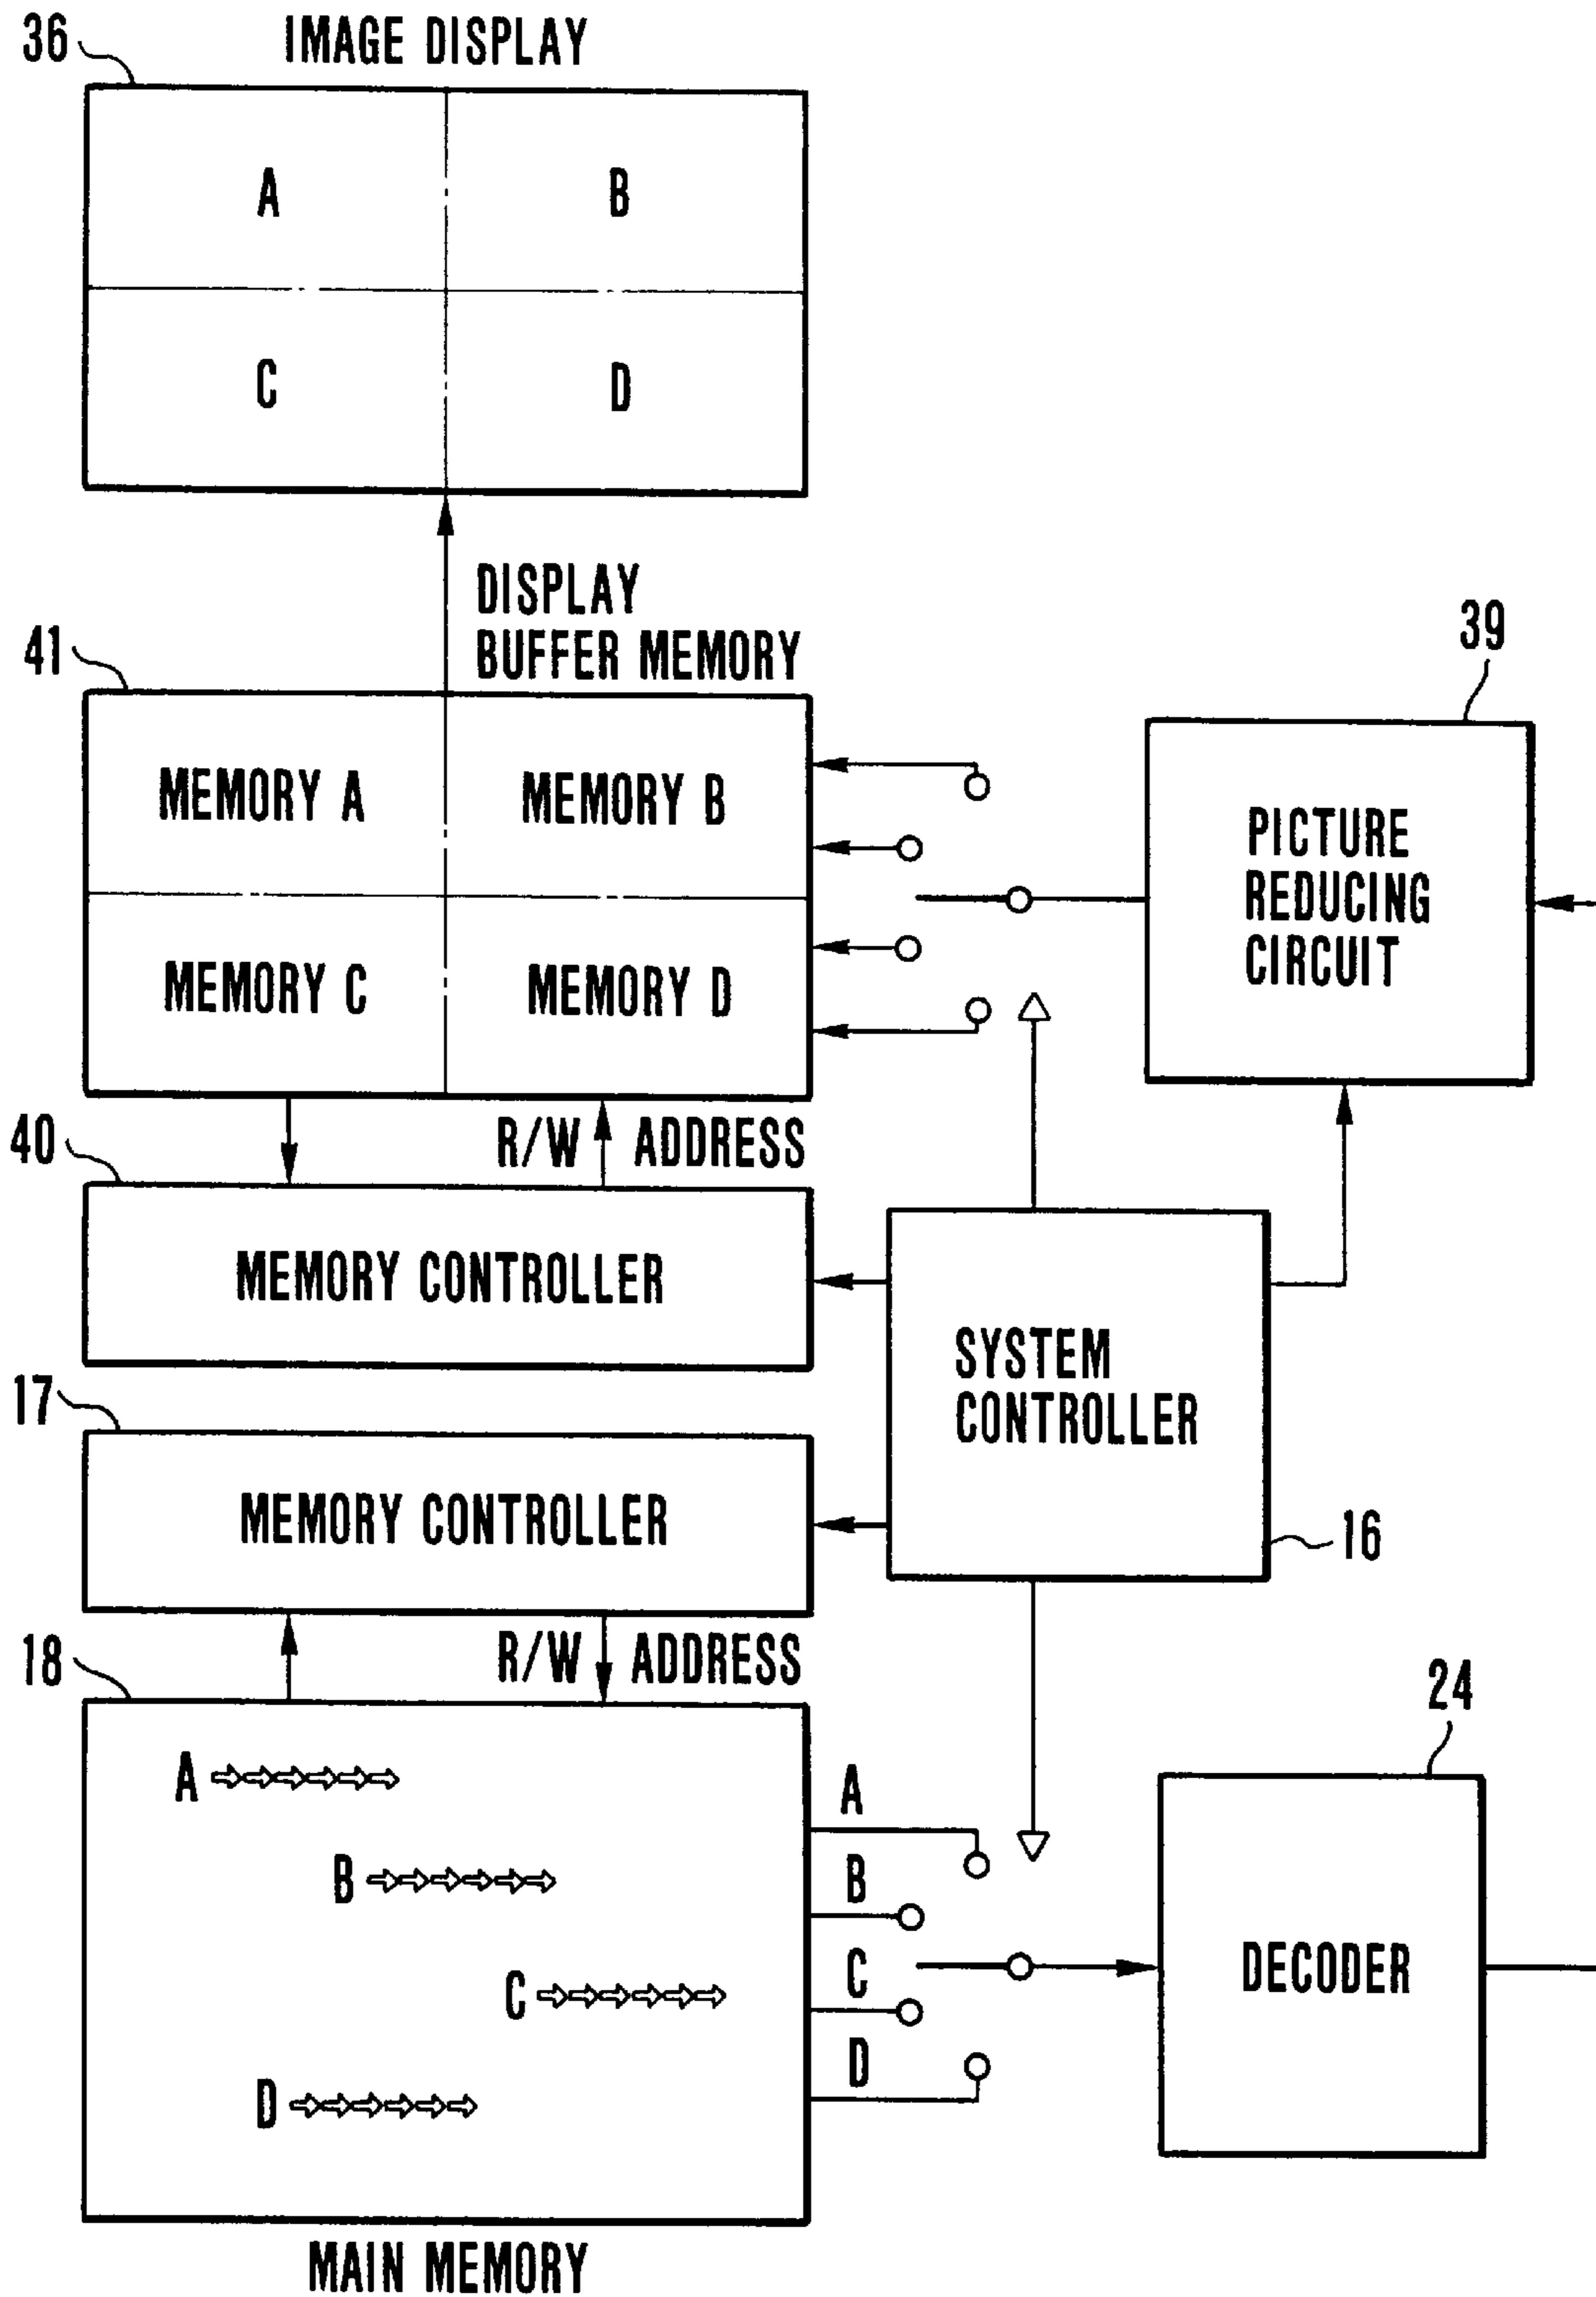 36
IMAGE DISPLAY
A
B
C
D
DISPLAY
BUFFER MEMORY
41
39
MEMORY A
MEMORY B
MEMORY C
MEMORY D
PICTURE
REDUCING
CIRCUIT
40
R/W ADDRESS
MEMORY CONTROLLER
SYSTEM
CONTROLLER
17
MEMORY CONTROLLER
16
18
R/W ADDRESS
24
A
B
C
D
A
B
C
D
DECODER
MAIN MEMORY